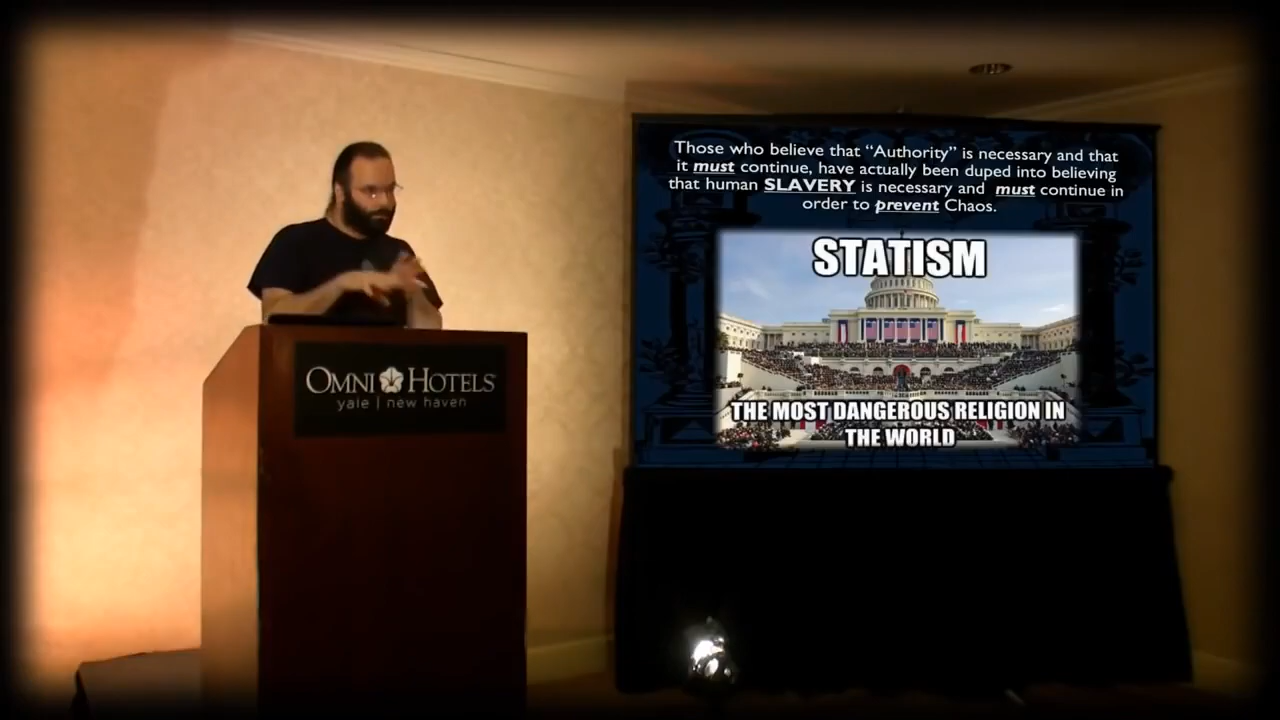 Those who believe that “Authority” is necessary and that
it must continue, have actually been duped into believing
that human SLAVERY is necessary and must continue in
order to prevent Chaos.
STATISM
THE MOST DANGEROUS RELIGION IN
THE WORLD
OMNI HOTELS
yale | new haven